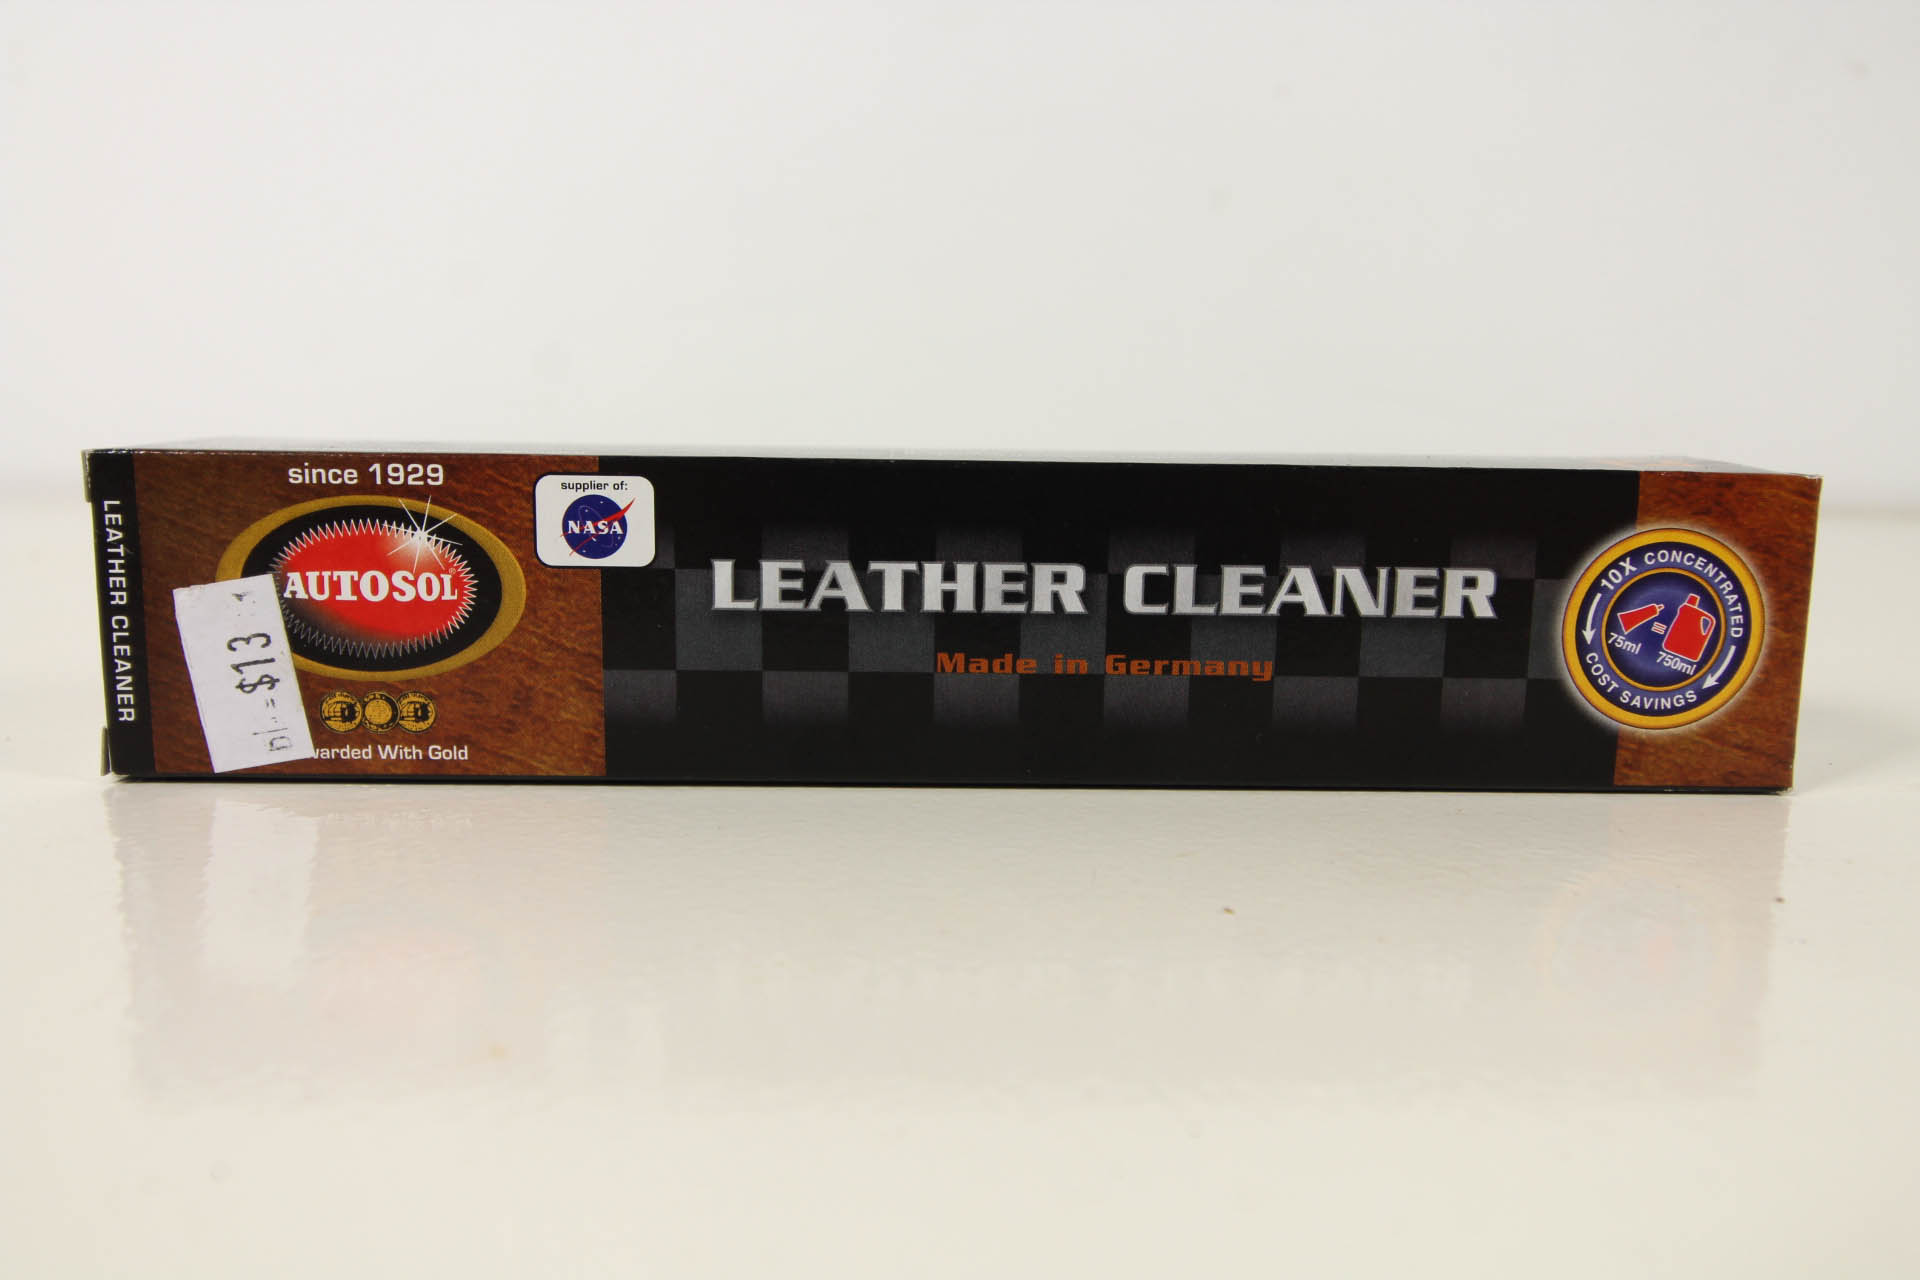 LEATHER CLEANER
since 1929
AUTOSOL®
$13
With Gold
supplier of:
NASA
LEATHER CLEANER
Made in Germany
10X CONCENTRATED
75ml = 750ml
COST SAVINGS